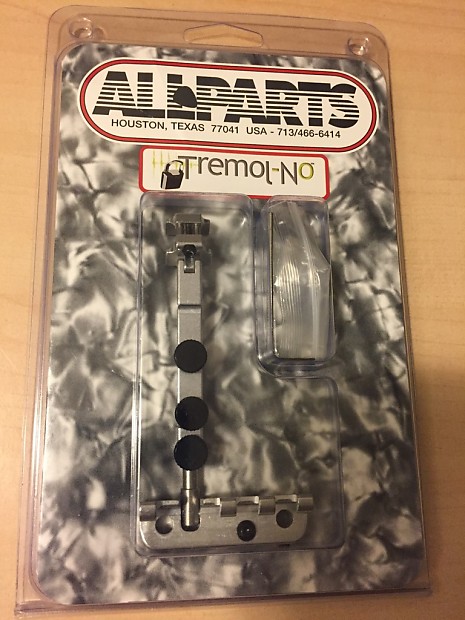 ALLPARTS
HOUSTON, TEXAS 77041 USA - 713/466-6414
Tremol-No